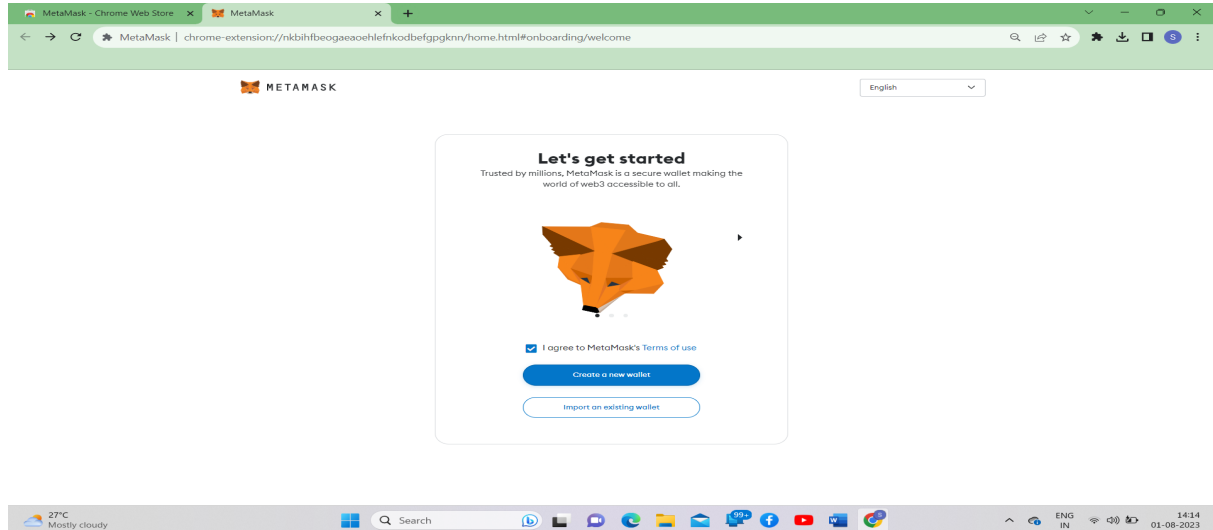 MetaMask - Chrome Web Store
MetaMask
MetaMask | chrome-extension://nkbihfbeogaeaoehlefnkodbefgpgknn/home.html#onboarding/welcome
S
METAMASK
English
Let's get started
Trusted by millions, MetaMask is a secure wallet making the
world of web3 accessible to all.
I agree to MetaMask's Terms of use
Create a new wallet
Import an existing wallet
27°C
Mostly cloudy
Search
99+
S
ENG
IN
14:14
01-08-2023